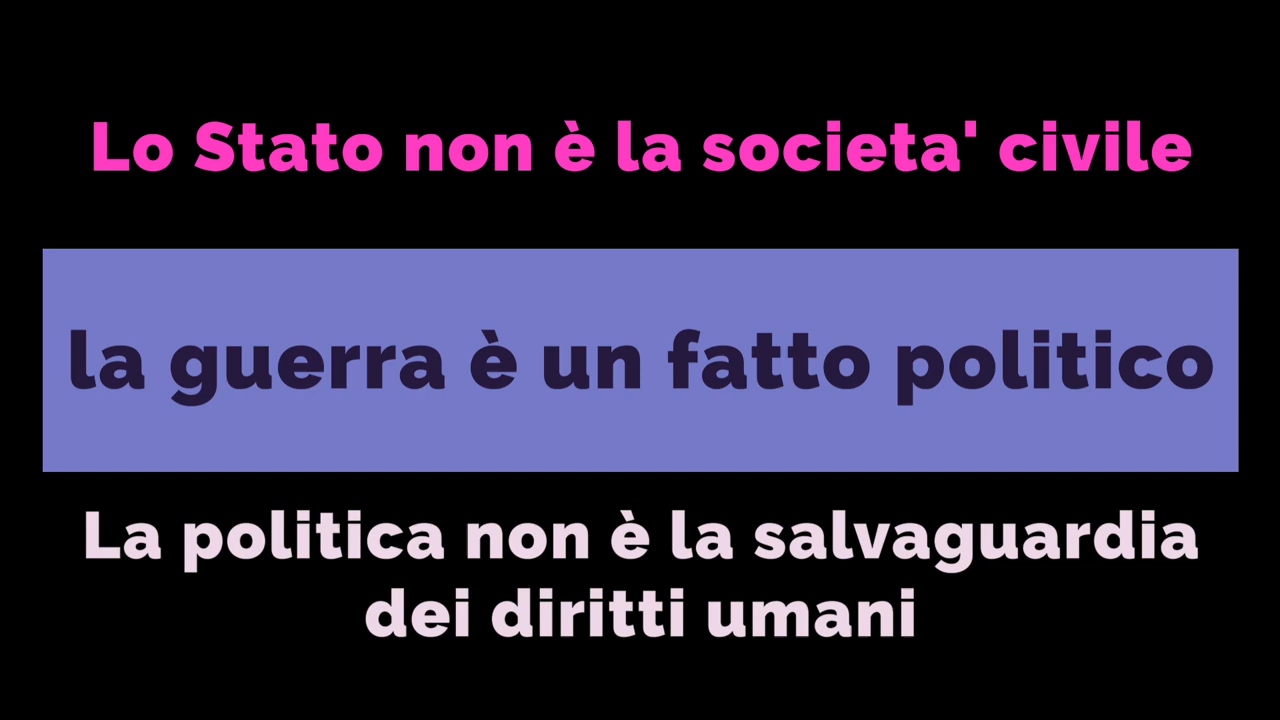 Lo Stato non è la societa' civile
la guerra è un fatto politico
La politica non è la salvaguardia
dei diritti umani